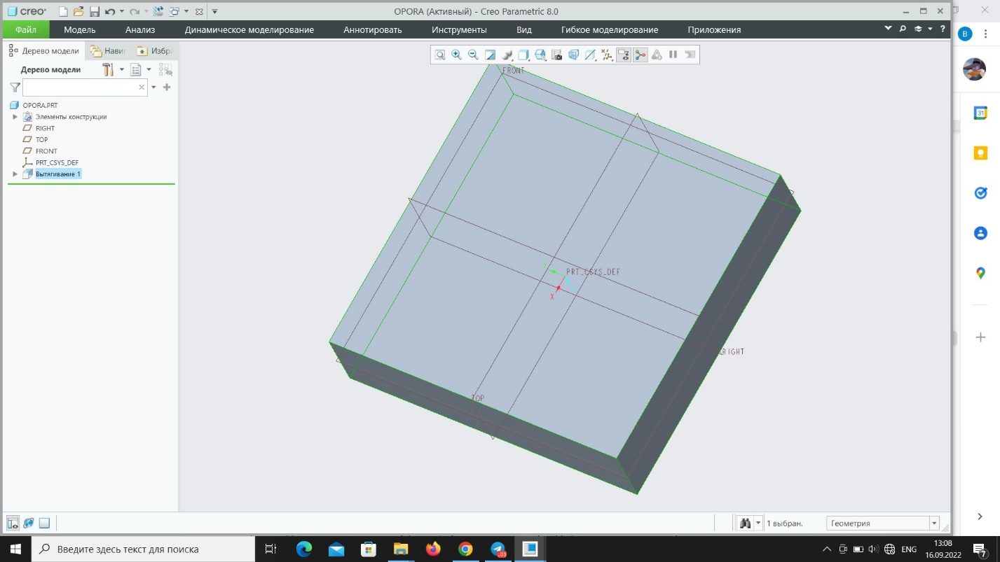 creo
OPORA (Активный) - Creo Parametric 8.0
Файл Модель Анализ Динамическое моделирование Аннотировать Инструменты Вид Гибкое моделирование Приложения
Дерево модели Нави Избр
Дерево модели
OPORA.PRT
Элементы конструкции
RIGHT
TOP
FRONT
PRT_CSYS_DEF
Вытягивание 1
FRONT
Y PRT_CSYS_DEF
X
RIGHT
TOP
1 выбран. Геометрия
B
31
Введите здесь текст для поиска
03
ENG
13:08
16.09.2022
7